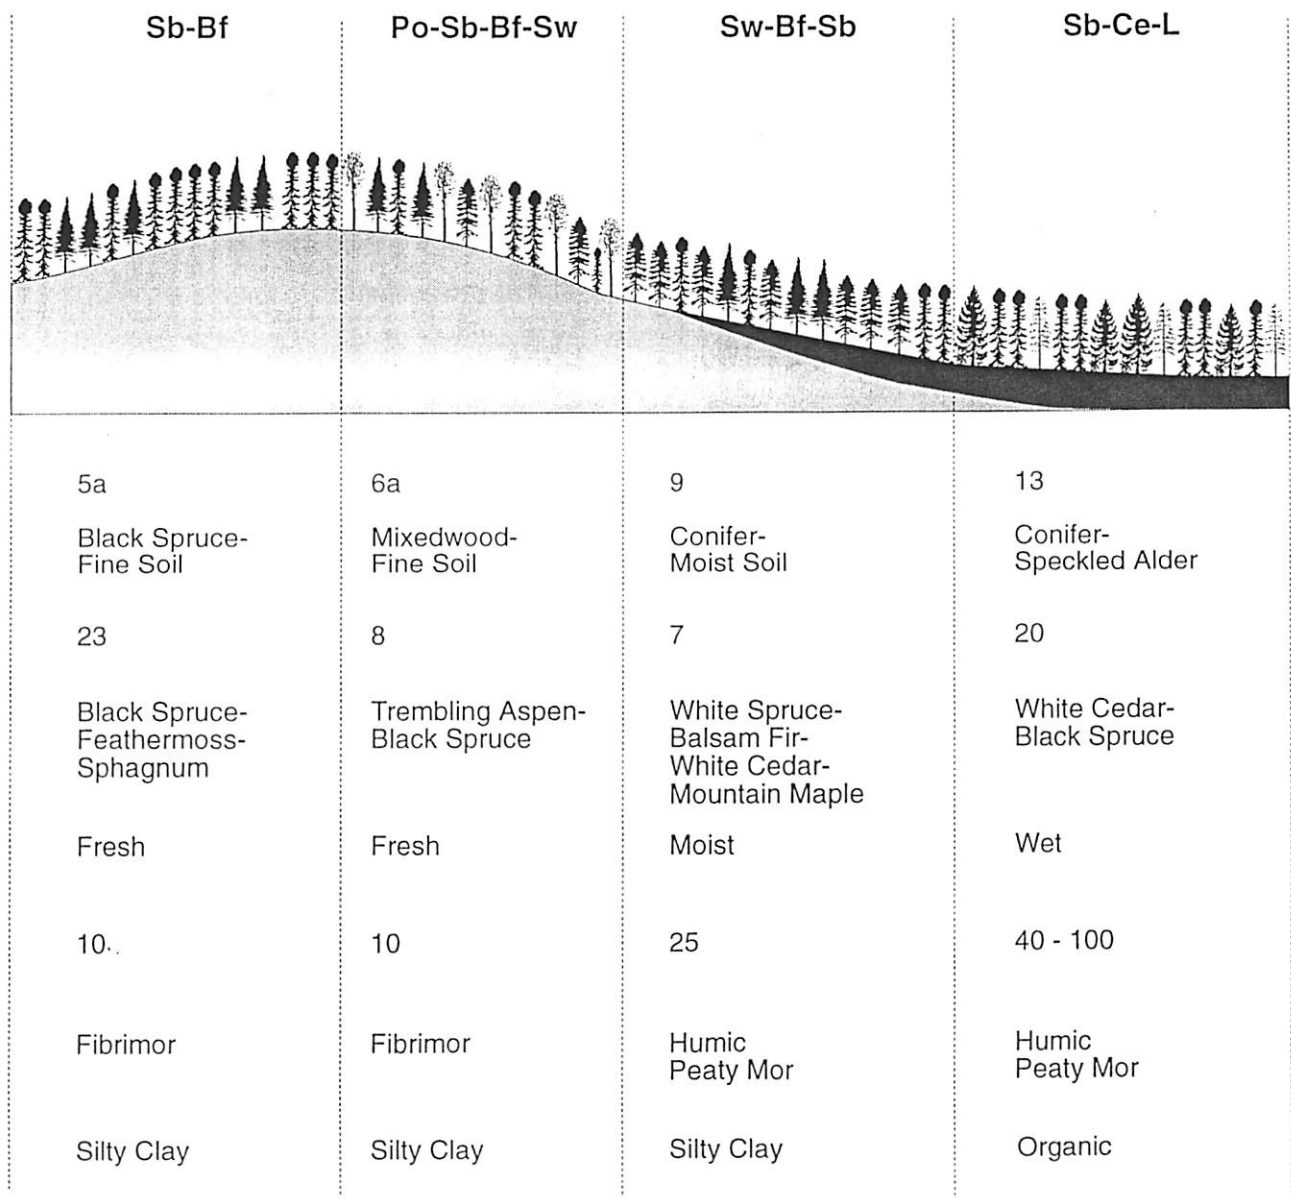 Sb-Bf
Po-Sb-Bf-Sw
Sw-Bf-Sb
Sb-Ce-L
5a
6a
9
13
Black Spruce-
Fine Soil
Mixedwood-
Fine Soil
Conifer-
Moist Soil
Conifer-
Speckled Alder
23
8
7
20
Black Spruce-
Feathermoss-
Sphagnum
Trembling Aspen-
Black Spruce
White Spruce-
Balsam Fir-
White Cedar-
Mountain Maple
White Cedar-
Black Spruce
Fresh
Fresh
Moist
Wet
10
10
25
40 - 100
Fibrimor
Fibrimor
Humic
Peaty Mor
Humic
Peaty Mor
Silty Clay
Silty Clay
Silty Clay
Organic